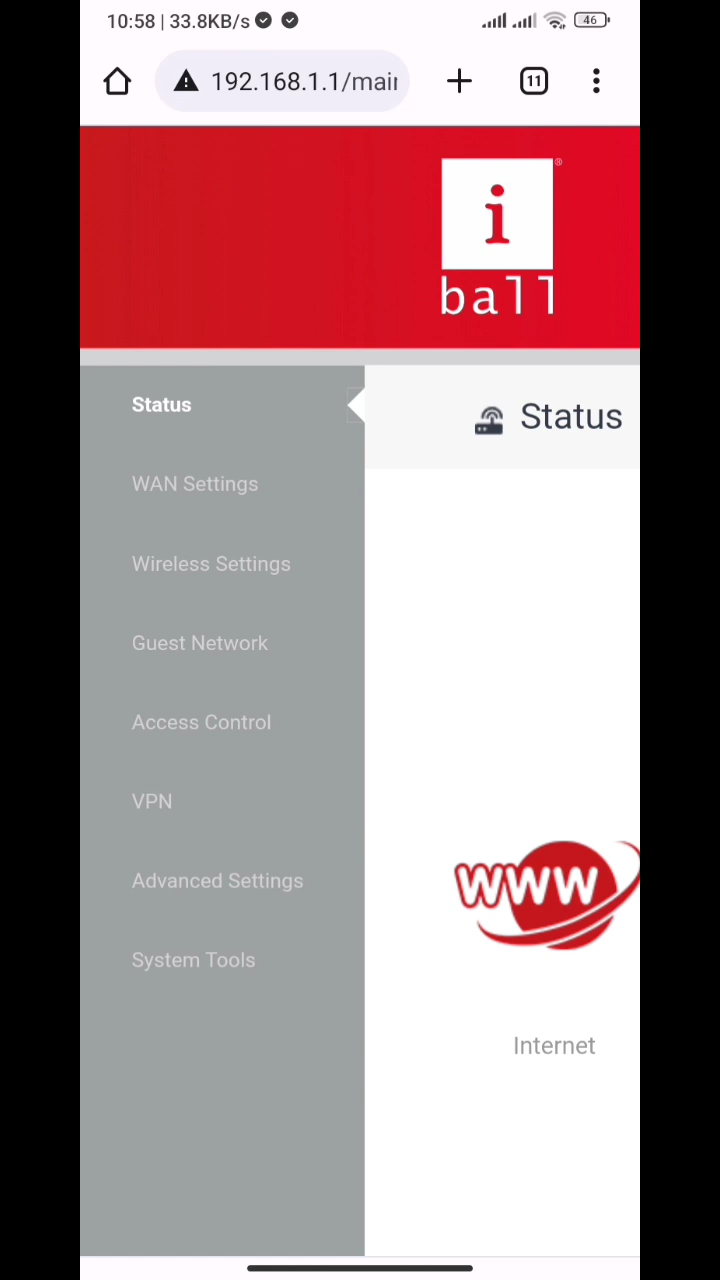 10:58 | 33.8KB/s
46
192.168.1.1/mair
11
i
®
ball
Status
Status
WAN Settings
Wireless Settings
Guest Network
Access Control
VPN
Advanced Settings
WWW
System Tools
Internet